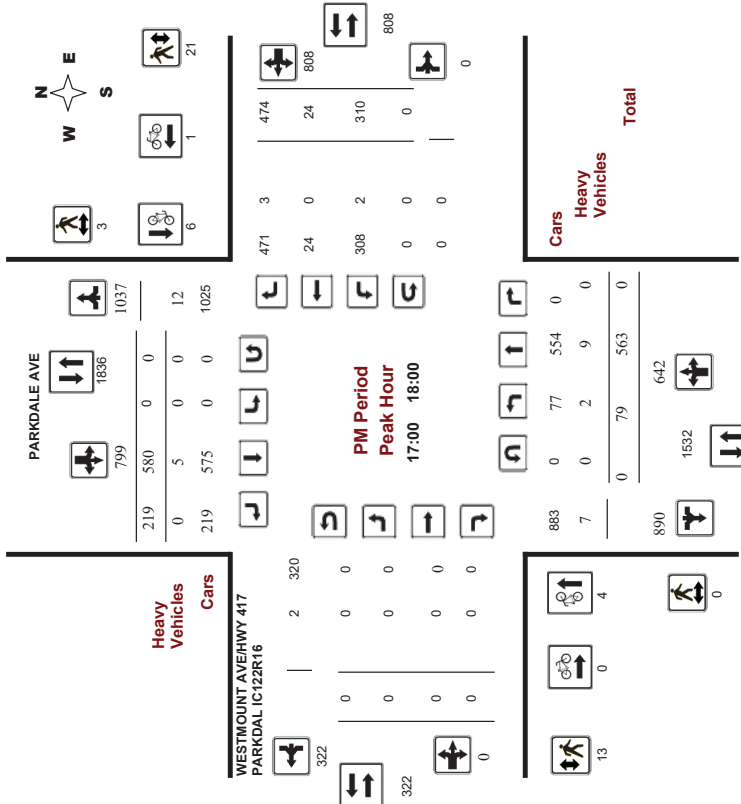 808
808
0
N
E
S
W
21
1
3
6
474
24
310
0
3
0
2
0
0
471
24
308
0
0
PARKDALE AVE
1836
1037
799
12
1025
219 580 0 0
0 5 0 0
219 575 0 0
PM Period
Peak Hour
17:00 18:00
Cars
Heavy
Vehicles
Total
0 77 554 0
0 2 9 0
0 79 563 0
883
7
890
642
1532
Heavy
Vehicles
Cars
WESTMOUNT AVE/HWY 417
PARKDAL IC122R16
2 320
0 0 0
0 0 0
0 0 0
0 0 0
322
322
0
4
0
0
13